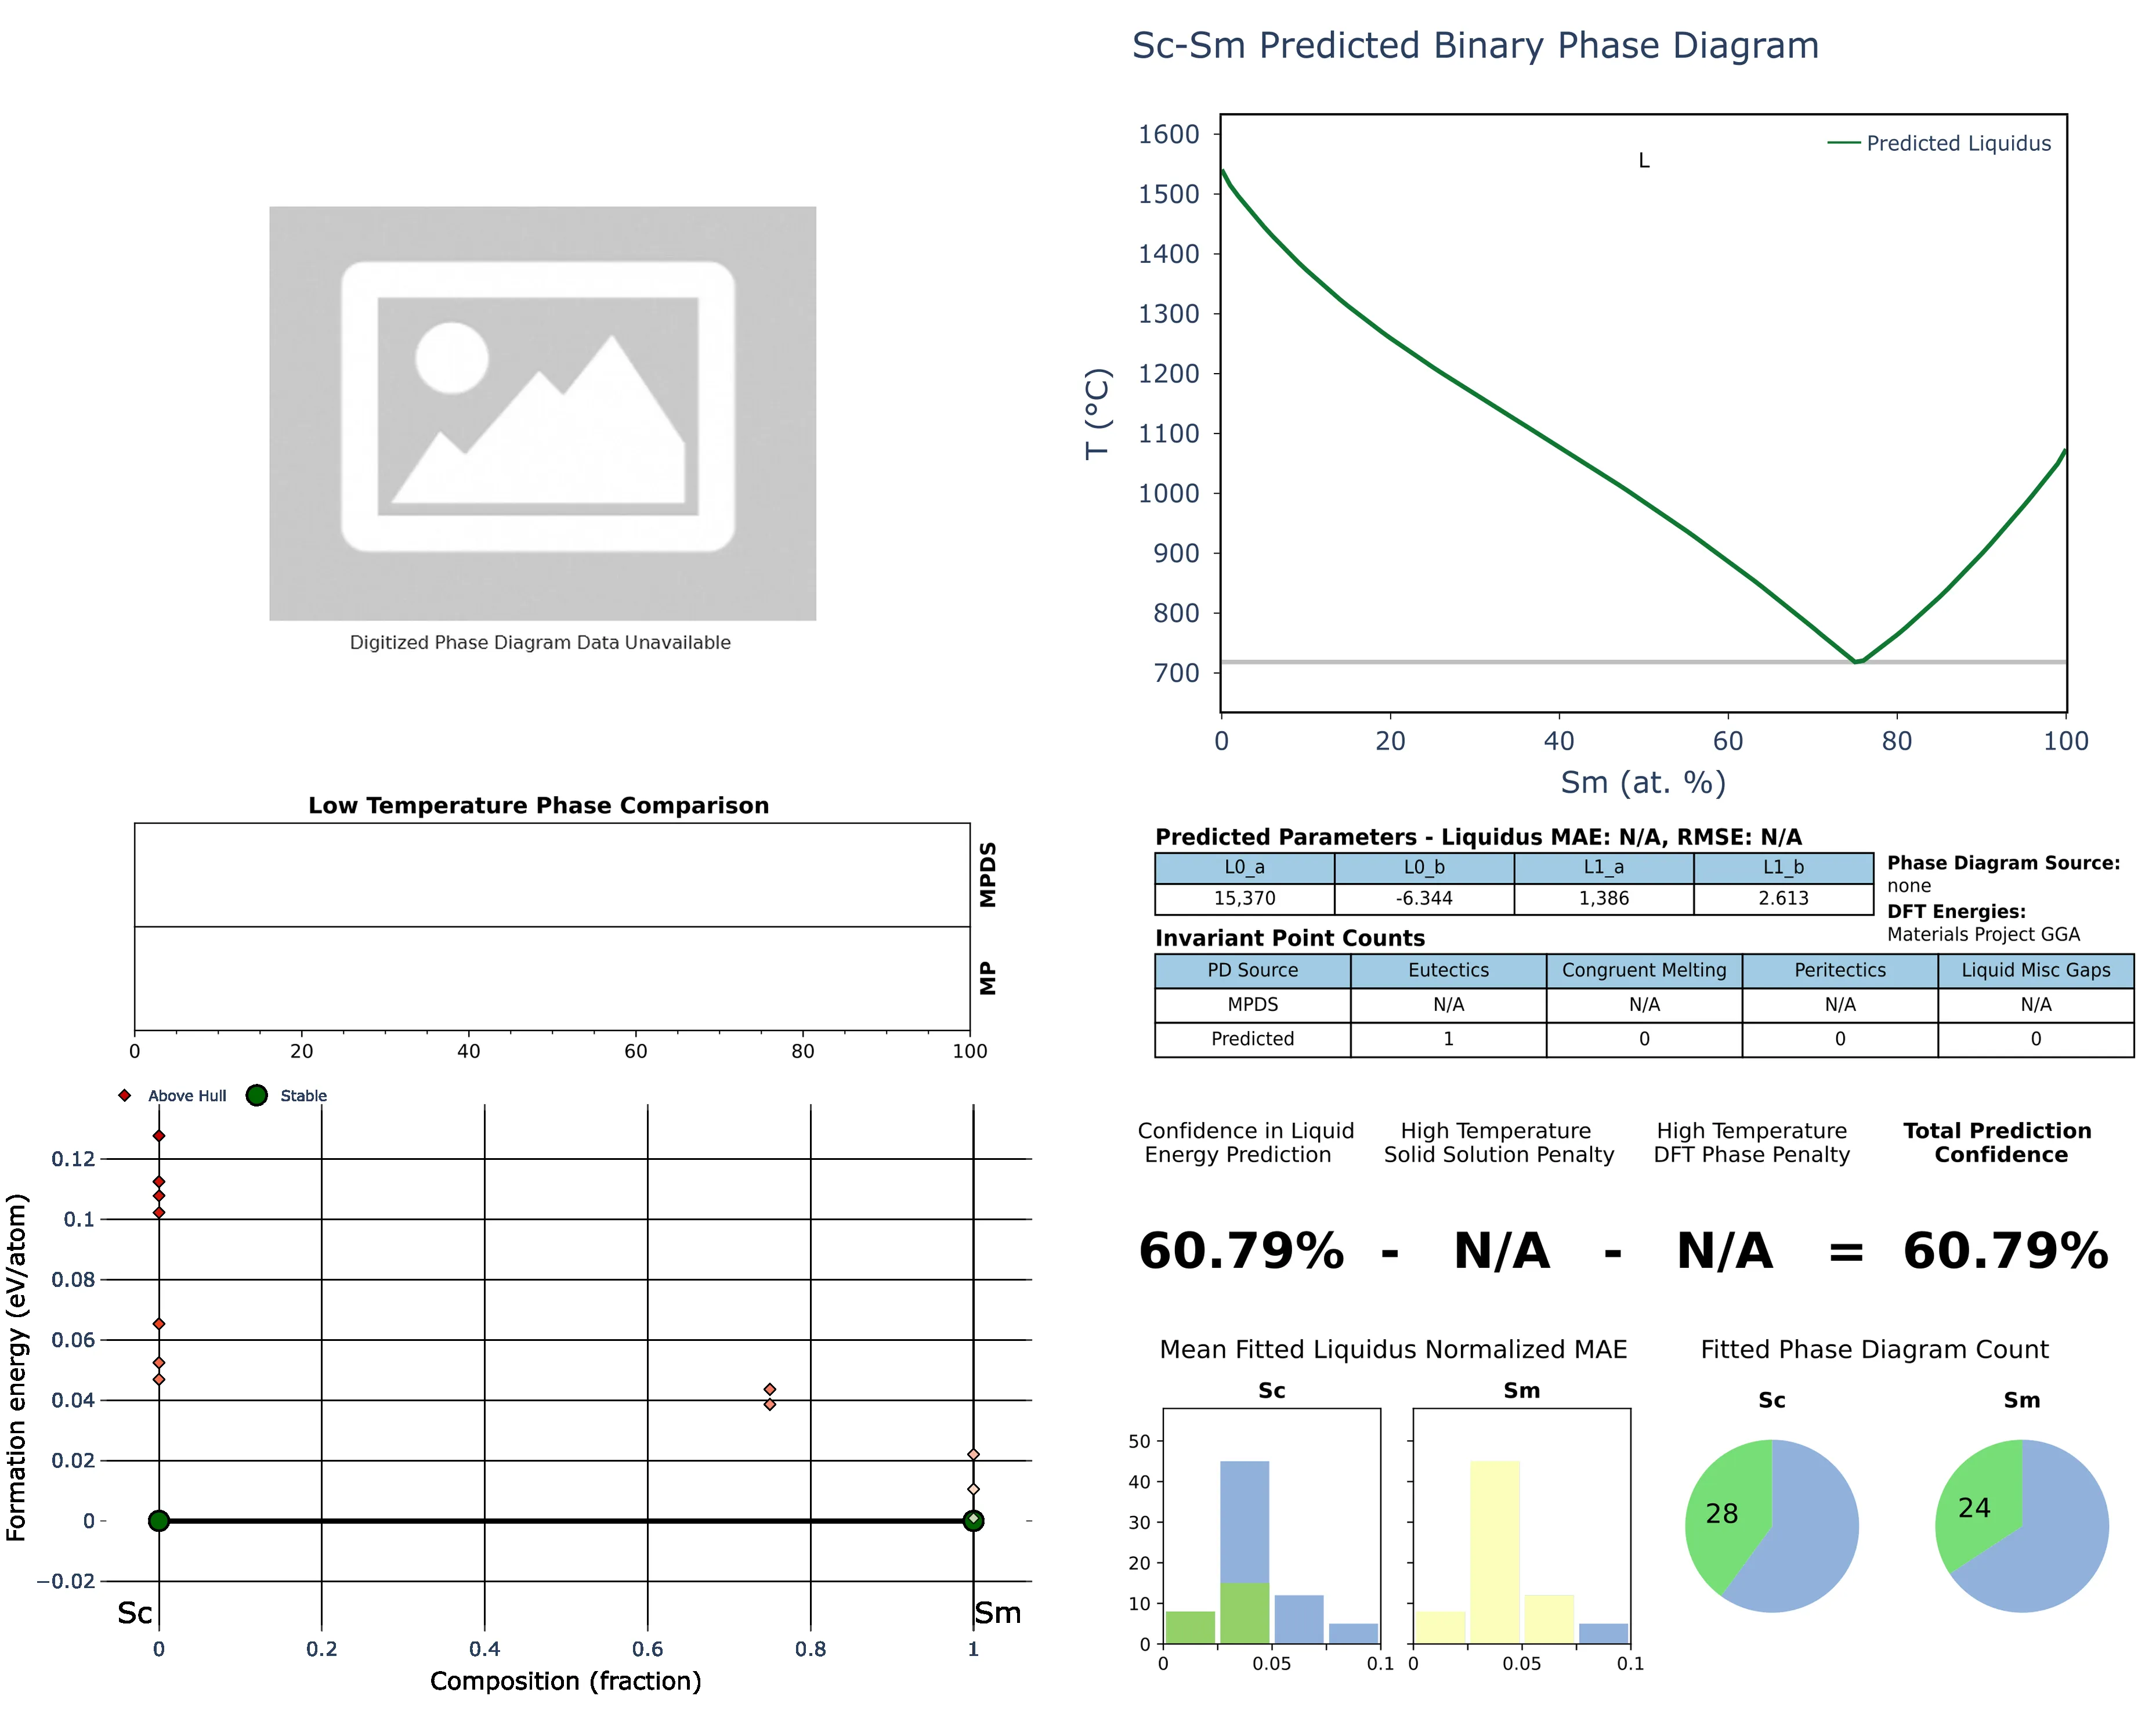 Sc-Sm Predicted Binary Phase Diagram
Digitized Phase Diagram Data Unavailable
1600
1500
1400
1300
1200
1100
1000
900
800
700
T (°C)
L
Predicted Liquidus
0 20 40 60 80 100
Sm (at. %)
Low Temperature Phase Comparison
MPDS
MP
0 20 40 60 80 100
Predicted Parameters - Liquidus MAE: N/A, RMSE: N/A
L0_a L0_b L1_a L1_b
15,370 -6.344 1,386 2.613
Phase Diagram Source:
none
DFT Energies:
Materials Project GGA
Invariant Point Counts
PD Source Eutectics Congruent Melting Peritectics Liquid Misc Gaps
MPDS N/A N/A N/A N/A
Predicted 1 0 0 0
Above Hull Stable
0.12
0.1
0.08
0.06
0.04
0.02
0
−0.02
Formation energy (eV/atom)
Sc Sm
0 0.2 0.4 0.6 0.8 1
Composition (fraction)
Confidence in Liquid
Energy Prediction
High Temperature
Solid Solution Penalty
High Temperature
DFT Phase Penalty
Total Prediction
Confidence
60.79% - N/A - N/A = 60.79%
Mean Fitted Liquidus Normalized MAE
Sc Sm
50
40
30
20
10
0
0 0.05 0.1 0 0.05 0.1
Fitted Phase Diagram Count
Sc Sm
28 24